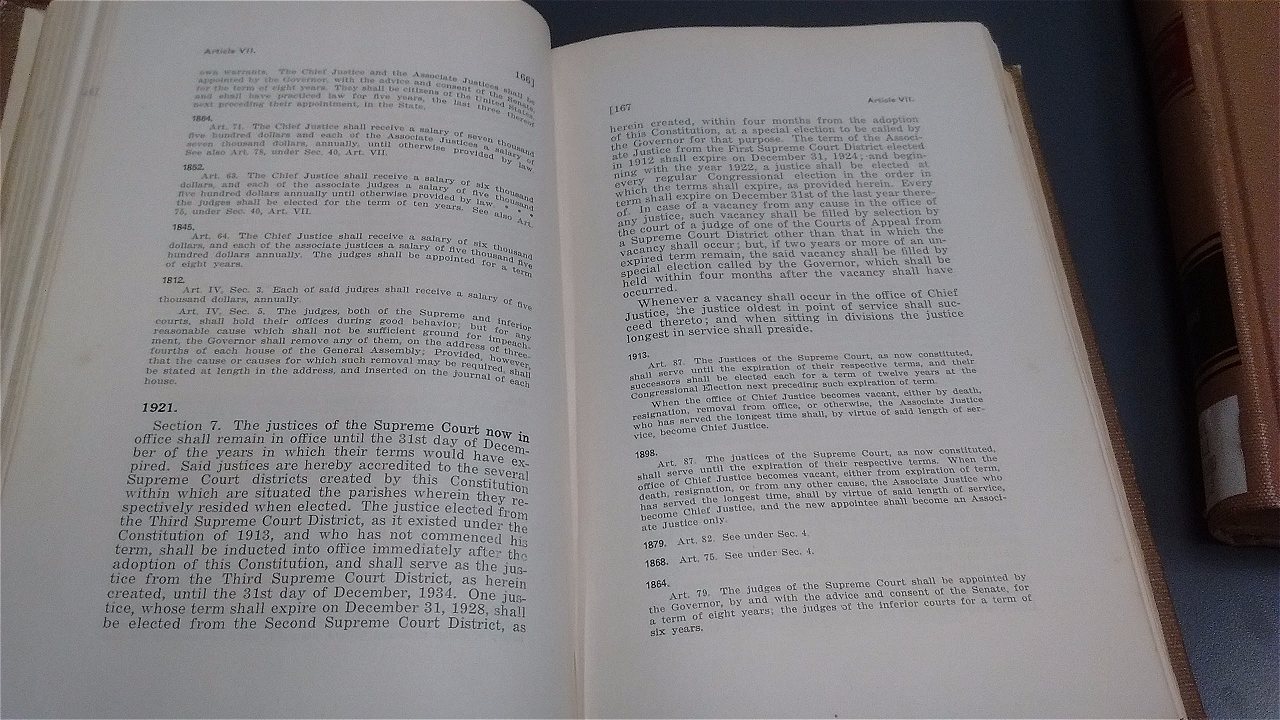 Article VII.
166]
own warrants. The Chief Justice and the Associate Justices shall be
appointed by the Governor, with the advice and consent of the Senate,
for the term of eight years. They shall be citizens of the United States,
and shall have practiced law for five years, the last three thereof
next preceding their appointment, in the State.
1864.
Art. 71. The Chief Justice shall receive a salary of seven thousand
five hundred dollars and each of the Associate Justices a salary of
seven thousand dollars, annually, until otherwise provided by law.
See also Art. 78, under Sec. 40, Art. VII.
1852.
Art. 63. The Chief Justice shall receive a salary of six thousand
dollars, and each of the associate judges a salary of five thousand
five hundred dollars annually until otherwise provided by law. * * *
the judges shall be elected for the term of ten years. See also Art.
75, under Sec. 40, Art. VII.
1845.
Art. 64. The Chief Justice shall receive a salary of six thousand
dollars, and each of the associate justices a salary of five thousand five
hundred dollars annually. The judges shall be appointed for a term
of eight years.
1812.
Art. IV, Sec. 3. Each of said judges shall receive a salary of five
thousand dollars, annually
Art. IV. Sec. 5. The judges, both of the Supreme and inferior
courts, shall hold their offices during good behavior; but for any
reasonable cause which shall not be sufficient ground for impeach-
ment, the Governor shall remove any of them, on the address of three-
fourths of each house of the General Assembly; Provided, however,
that the cause or causes for which such removal may be required, shall
be stated at length in the address, and inserted on the journal of each
house.
1921.
Section 7. The justices of the Supreme Court now in
office shall remain in office until the 31st day of Decem-
ber of the years in which their terms would have ex-
pired. Said justices are hereby accredited to the several
Supreme Court districts created by this Constitution
within which are situated the parishes wherein they re-
spectively resided when elected. The justice elected from
the Third Supreme Court District, as it existed under the
Constitution of 1913, and who has not commenced his
term, shall be inducted into office immediately after the
adoption of this Constitution, and shall serve as the jus-
tice from the Third Supreme Court District, as herein
created, until the 31st day of December, 1934. One jus-
tice, whose term shall expire on December 31, 1928, shall
be elected from the Second Supreme Court District, as
[167
Article VII.
herein created, within four months from the adoption
of this Constitution, at a special election to be called by
the Governor for that purpose. The term of the Associ-
ate Justice from the First Supreme Court District elected
in 1912 shall expire on December 31, 1924; and begin-
ning with the year 1922, a justice shall be elected at
every regular Congressional election in the order in
which the terms shall expire, as provided herein. Every
term shall expire on December 31st of the last year there-
of. In case of a vacancy from any cause in the office of
any justice, such vacancy shall be filled by selection by
the court of a judge of one of the Courts of Appeal from
a Supreme Court District other than that in which the
vacancy shall occur; but, if two years or more of an un-
expired term remain, the said vacancy shall be filled by
special election called by the Governor, which shall be
held within four months after the vacancy shall have
occurred.
Whenever a vacancy shall occur in the office of Chief
Justice, the justice oldest in point of service shall suc-
ceed thereto; and when sitting in divisions the justice
longest in service shall preside.
1913.
Art. 87. The Justices of the Supreme Court, as now constituted,
shall serve until the expiration of their respective terms, and their
successors shall be elected each for a term of twelve years at the
Congressional Election next preceding such expiration of term.
When the office of Chief Justice becomes vacant, either by death,
resignation, removal from office, or otherwise, the Associate Justice
who has served the longest time shall, by virtue of said length of ser-
vice, become Chief Justice.
1898.
Art. 87. The justices of the Supreme Court, as now constituted,
shall serve until the expiration of their respective terms. When the
office of Chief Justice becomes vacant, either from expiration of term,
death, resignation, or from any other cause, the Associate Justice who
has served the longest time, shall by virtue of said length of service,
become Chief Justice, and the new appointee shall become an Associ-
ate Justice only.
1879. Art. 82. See under Sec. 4.
1868. Art. 75. See under Sec. 4.
1864.
Art. 79. The judges of the Supreme Court shall be appointed by
the Governor, by and with the advice and consent of the Senate, for
a term of eight years; the judges of the inferior courts for a term of
six years.